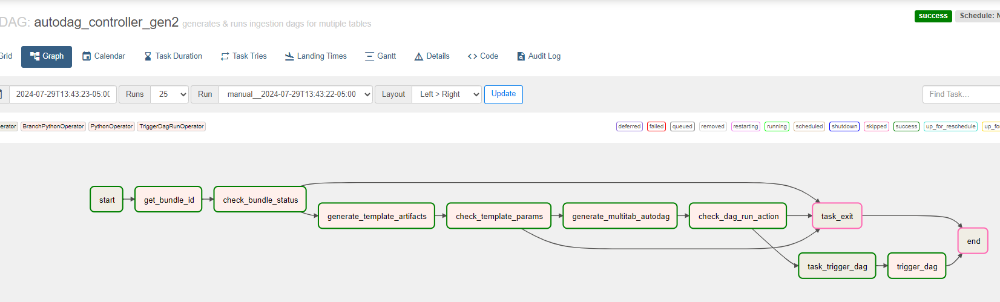 DAG: autodag_controller_gen2 generates & runs ingestion dags for mutiple tables
success Schedule: N
Grid Graph Calendar Task Duration Task Tries Landing Times Gantt Details Code Audit Log
2024-07-29T13:43:23-05:00 Runs 25 Run manual__2024-07-29T13:43:22-05:00 Layout Left > Right Update Find Task...
erator BranchPythonOperator PythonOperator TriggerDagRunOperator
deferred failed queued removed restarting running scheduled shutdown skipped success up_for_reschedule up_fo
start get_bundle_id check_bundle_status
generate_template_artifacts check_template_params generate_multitab_autodag check_dag_run_action task_exit
end
task_trigger_dag trigger_dag